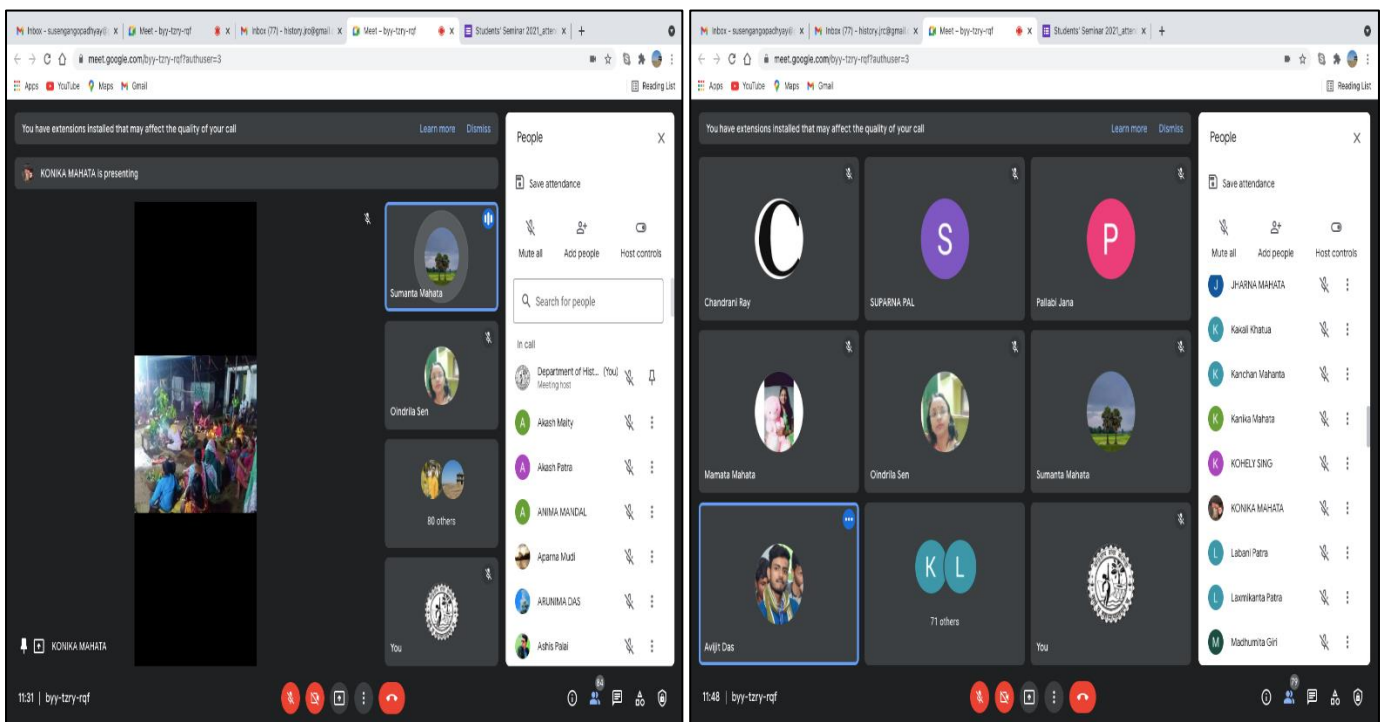 Inbox - susengangopadhyay@
Meet - byy-tzry-rqf
Inbox (77) - history.jrc@gmail.
Meet - byy-tzry-rqf
Students' Seminar 2021_atten
meet.google.com/byy-tzry-rqf?authuser=3
Apps YouTube Maps Gmail Reading List
You have extensions installed that may affect the quality of your call Learn more Dismiss
KONIKA MAHATA is presenting
Sumanta Mahata
Oindrila Sen
80 others
You
KONIKA MAHATA
11:31 | byy-tzry-rqf
84
People
Save attendance
Mute all Add people Host controls
Search for people
In call
Department of Hist... (You)
Meeting host
A Akash Maity
A Akash Patra
A ANIMA MANDAL
Aparna Mudi
ARUNIMA DAS
Ashis Palai
Inbox - susengangopadhyay@
Inbox (77) - history.jrc@gmail.
Meet - byy-tzry-rqf
Students' Seminar 2021_atten
meet.google.com/byy-tzry-rqf?authuser=3
Apps YouTube Maps Gmail Reading List
You have extensions installed that may affect the quality of your call Learn more Dismiss
C S P
Chandrani Ray SUPARNA PAL Pallabi Jana
Mamata Mahata Oindrila Sen Sumanta Mahata
K L
Avijit Das 71 others You
11:48 | byy-tzry-rqf
79
People
Save attendance
Mute all Add people Host controls
J JHARNA MAHATA
K Kakali Khatua
K Kanchan Mahanta
K Kanika Mahata
K KOHELY SING
KONIKA MAHATA
L Labani Patra
L Laxmikanta Patra
M Madhumita Giri